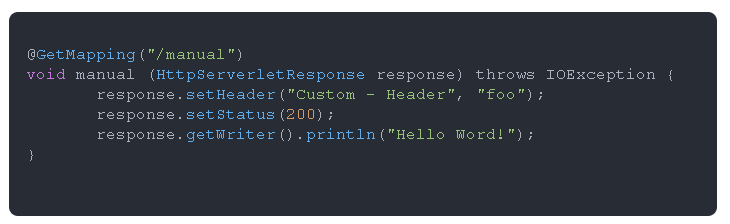 @GetMapping("/manual")
void manual (HttpServerletResponse response) throws IOException {
response.setHeader("Custom - Header", "foo");
response.setStatus(200);
response.getWriter().println("Hello Word!");
}